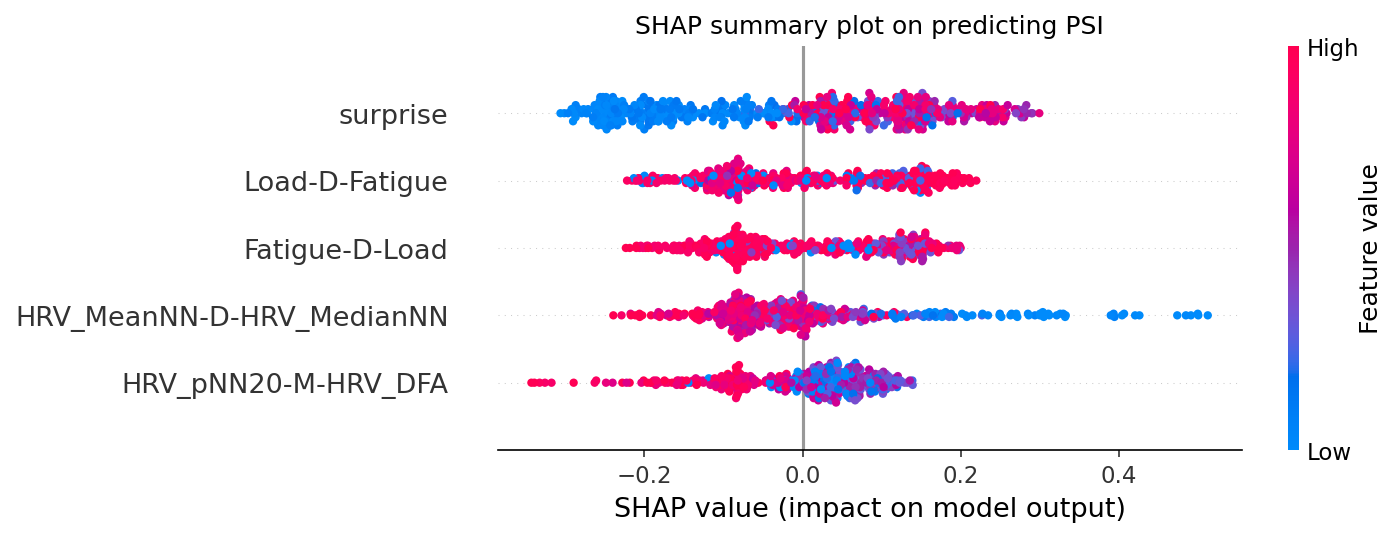 SHAP summary plot on predicting PSI
High
surprise
Load-D-Fatigue
Fatigue-D-Load
HRV_MeanNN-D-HRV_MedianNN
HRV_pNN20-M-HRV_DFA
Feature value
Low
−0.2 0.0 0.2 0.4
SHAP value (impact on model output)